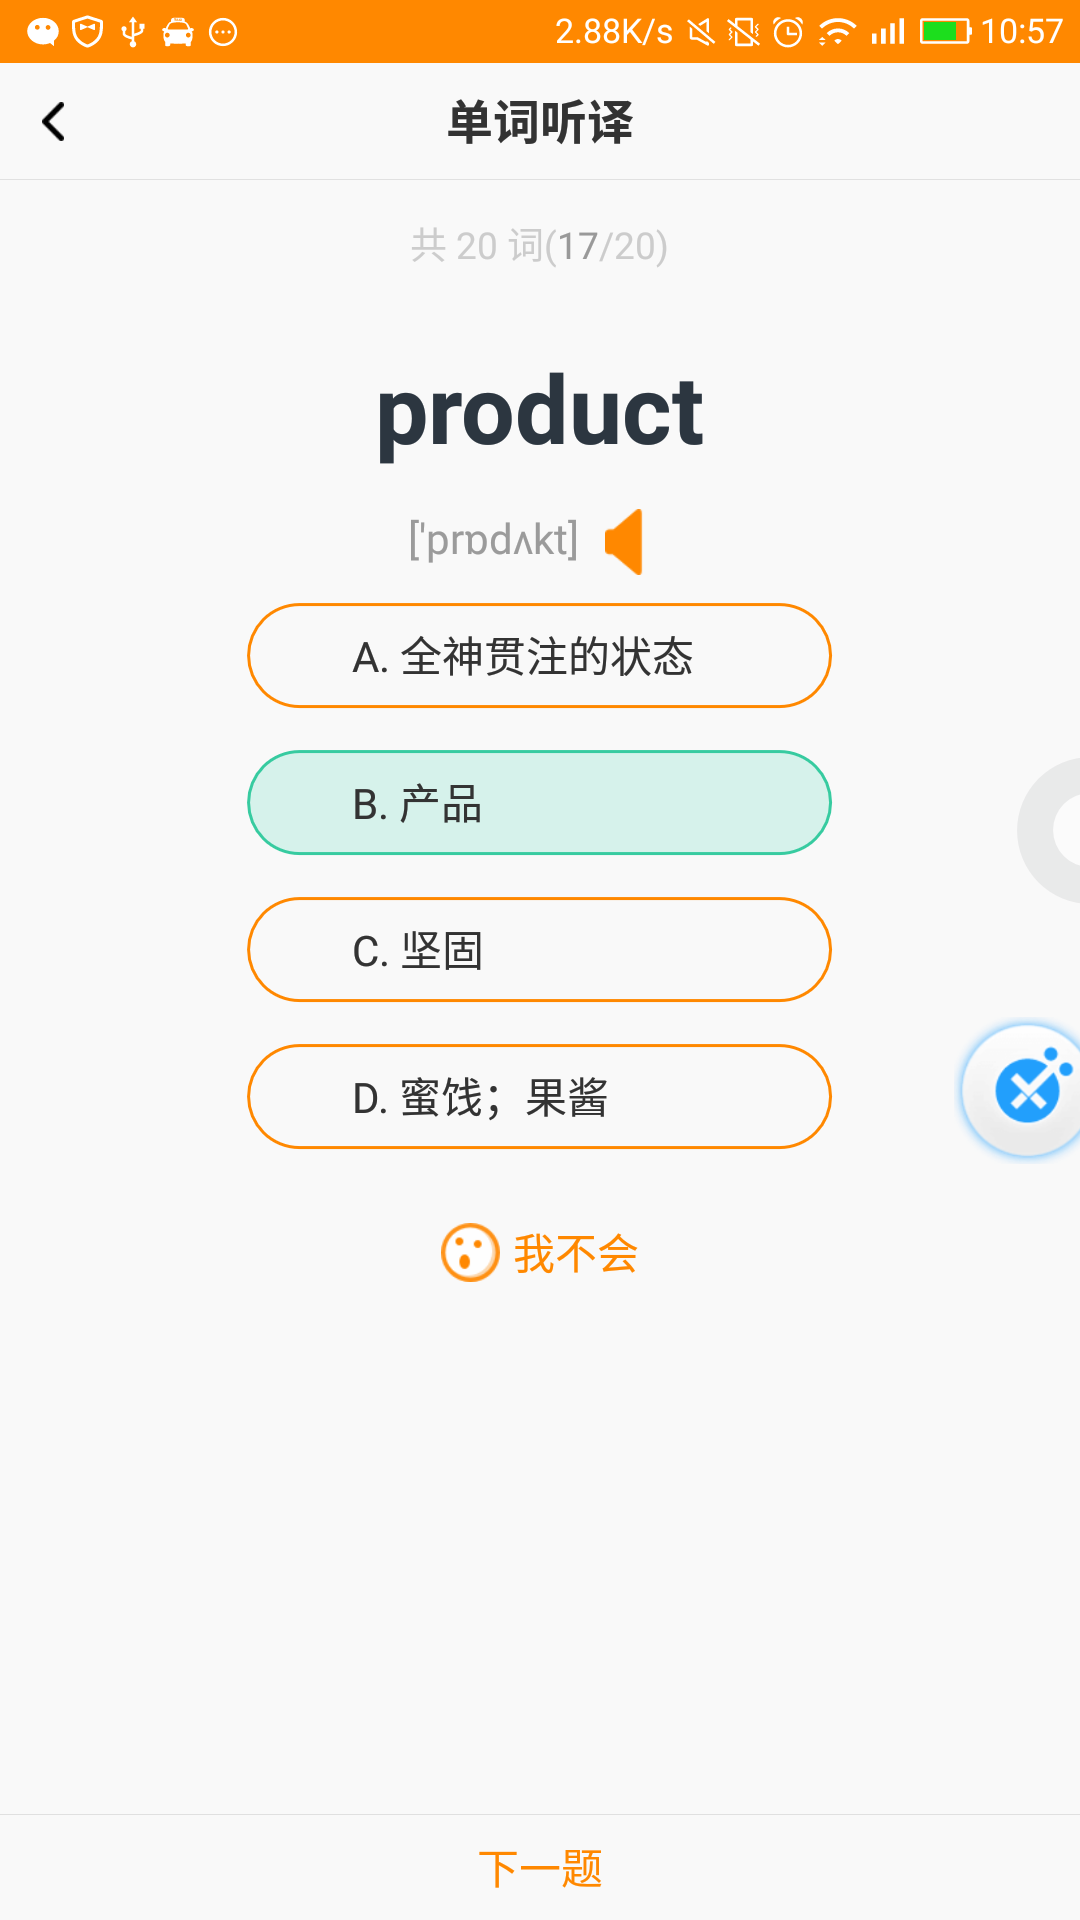 2.88K/s 10:57
单词听译
共 20 词(17/20)
product
['prɒdʌkt]
A. 全神贯注的状态
B. 产品
C. 坚固
D. 蜜饯；果酱
我不会
下一题